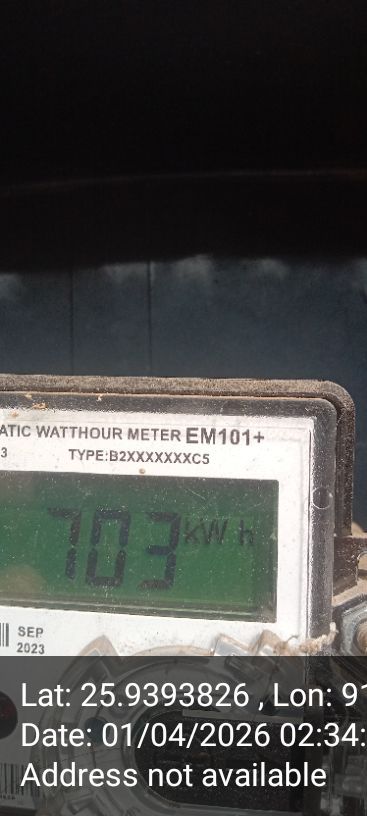 ATIC WATTHOUR METER EM101+
3 TYPE:B2XXXXXXXC5
703 kWh
SEP
2023
Lat: 25.9393826 , Lon: 91
Date: 01/04/2026 02:34:
Address not available